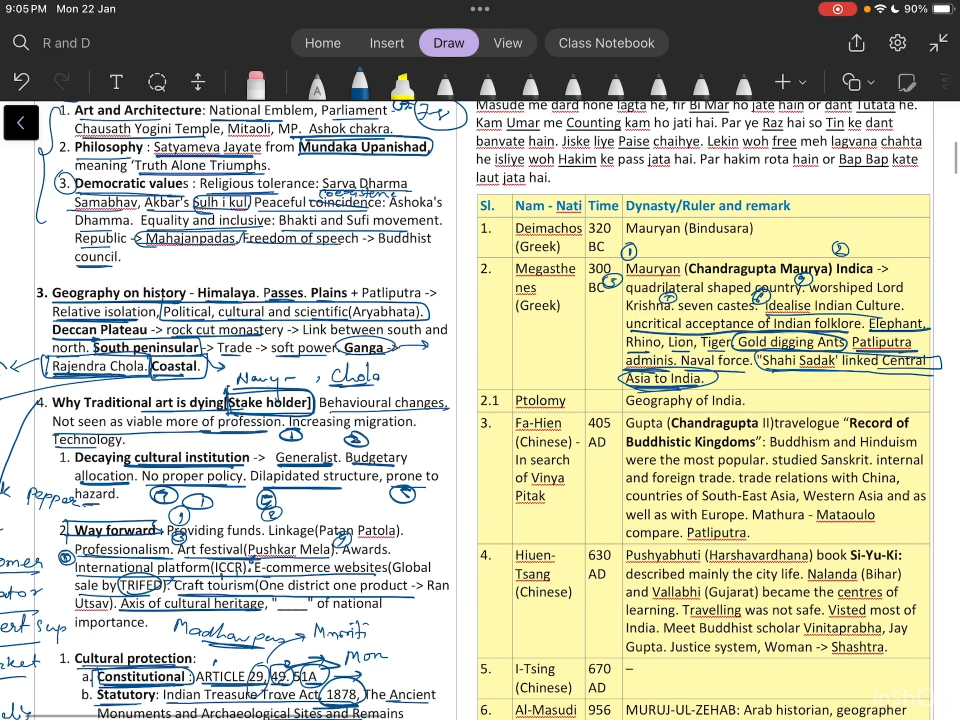 9:05 PM Mon 22 Jan
90%
R and D
Home Insert Draw View Class Notebook
T
A
1. Art and Architecture: National Emblem, Parliament -
Chausath Yogini Temple, Mitaoli, MP. Ashok chakra.
2. Philosophy : Satyameva Jayate from Mundaka Upanishad,
meaning ‘Truth Alone Triumphs.
3. Democratic values : Religious tolerance: Sarva Dharma
Samabhav, Akbar's Sulh i kul, Peaceful coincidence: Ashoka's
coexistence
Dhamma. Equality and inclusive: Bhakti and Sufi movement.
Republic -> Mahajanpadas, Freedom of speech -> Buddhist
council.
3. Geography on history - Himalaya. Passes. Plains + Patliputra ->
Relative isolation, Political, cultural and scientific(Aryabhata).
Deccan Plateau -> rock cut monastery -> Link between south and
north. South peninsular -> Trade -> soft power. Ganga ->
Rajendra Chola. Coastal.
Navy - , Chola
4. Why Traditional art is dying[Stake holder] Behavioural changes,
Not seen as viable more of profession. Increasing migration.
Technology.
1. Decaying cultural institution -> Generalist. Budgetary
allocation. No proper policy. Dilapidated structure, prone to
hazard.
Pepper
2. Way forward : Providing funds. Linkage(Patan Patola).
Professionalism. Art festival(Pushkar Mela). Awards.
International platform(ICCR). E-commerce websites(Global
sale by TRIFED). Craft tourism(One district one product -> Ran
Utsav). Axis of cultural heritage, "____" of national
importance.
Madhavpur
Mon
1. Cultural protection:
a. Constitutional : ARTICLE 29, 49. 51A
b. Statutory: Indian Treasure Trove Act, 1878, The Ancient
Monuments and Archaeological Sites and Remains
Masude me dard hone lagta he, fir Bi Mar ho jate hain or dant Tutata he.
Kam Umar me Counting kam ho jati hai. Par ye Raz hai so Tin ke dant
banvate hain. Jiske liye Paise chaihye. Lekin woh free meh lagvana chahta
he isliye woh Hakim ke pass jata hai. Par hakim rota hain or Bap Bap kate
laut jata hai.
Sl. Nam - Nati Time Dynasty/Ruler and remark
1. Deimachos 320 Mauryan (Bindusara)
(Greek) BC
2. Megasthe 300 Mauryan (Chandragupta Maurya) Indica ->
nes BC quadrilateral shaped country. worshiped Lord
(Greek) Krishna. seven castes. idealise Indian Culture.
uncritical acceptance of Indian folklore. Elephant,
Rhino, Lion, Tiger. Gold digging Ants. Patliputra
adminis. Naval force. "Shahi Sadak' linked Central
Asia to India.
2.1 Ptolomy Geography of India.
3. Fa-Hien 405 Gupta (Chandragupta II)travelogue “Record of
(Chinese) - AD Buddhistic Kingdoms”: Buddhism and Hinduism
In search were the most popular. studied Sanskrit. internal
of Vinya and foreign trade. trade relations with China,
Pitak countries of South-East Asia, Western Asia and as
well as with Europe. Mathura - Mataoulo
compare. Patliputra.
4. Hiuen- 630 Pushyabhuti (Harshavardhana) book Si-Yu-Ki:
Tsang AD described mainly the city life. Nalanda (Bihar)
(Chinese) and Vallabhi (Gujarat) became the centres of
learning. Travelling was not safe. Visted most of
India. Meet Buddhist scholar Vinitaprabha, Jay
Gupta. Justice system, Woman -> Shashtra.
5. I-Tsing 670 –
(Chinese) AD
6. Al-Masudi 956 MURUJ-UL-ZEHAB: Arab historian, geographer